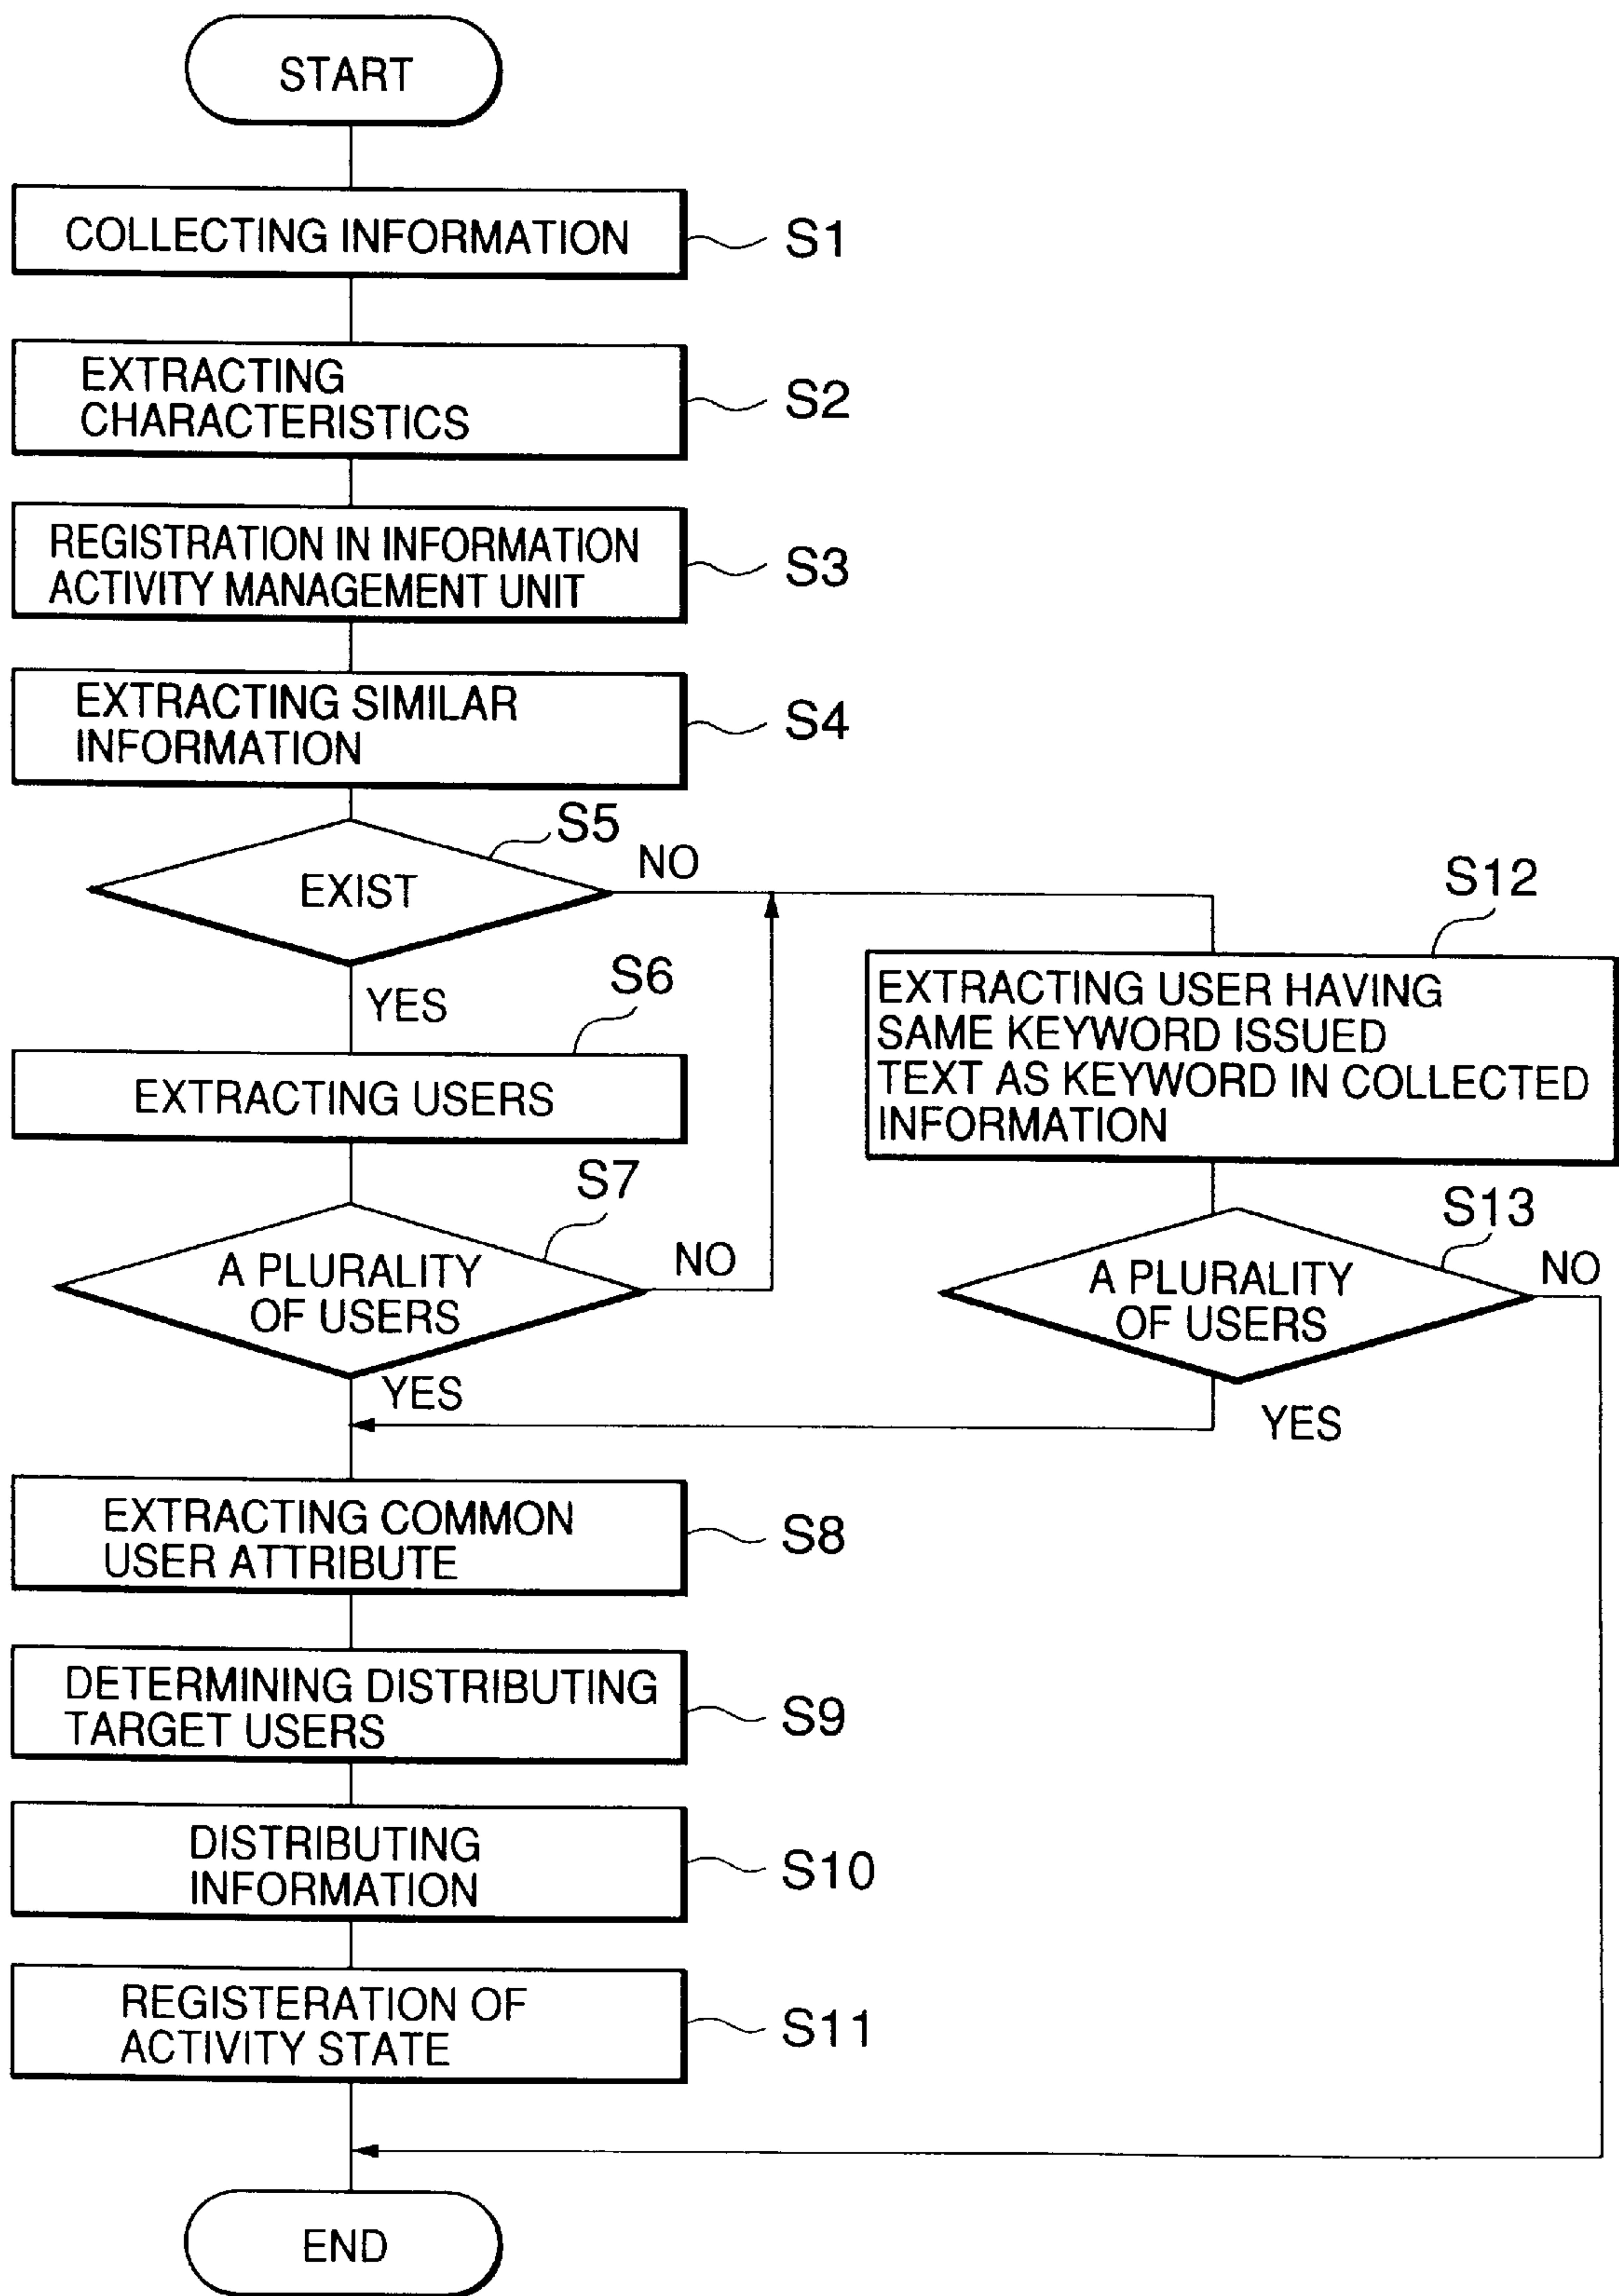 START
COLLECTING INFORMATION
S1
EXTRACTING
CHARACTERISTICS
S2
REGISTRATION IN INFORMATION
ACTIVITY MANAGEMENT UNIT
S3
EXTRACTING SIMILAR
INFORMATION
S4
S5
EXIST
NO
YES
S6
EXTRACTING USERS
S7
A PLURALITY
OF USERS
NO
YES
S12
EXTRACTING USER HAVING
SAME KEYWORD ISSUED
TEXT AS KEYWORD IN COLLECTED
INFORMATION
S13
A PLURALITY
OF USERS
NO
YES
EXTRACTING COMMON
USER ATTRIBUTE
S8
DETERMINING DISTRIBUTING
TARGET USERS
S9
DISTRIBUTING
INFORMATION
S10
REGISTERATION OF
ACTIVITY STATE
S11
END